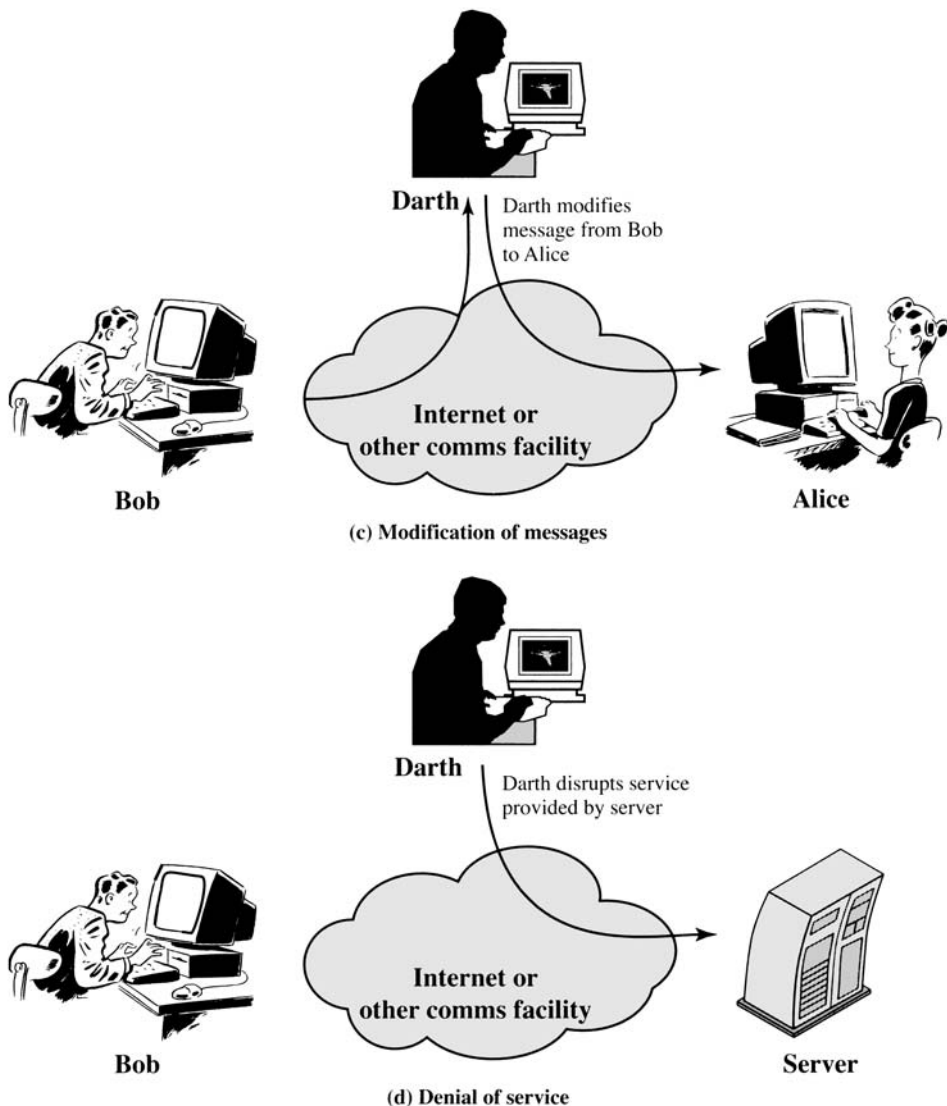 Darth
Darth modifies
message from Bob
to Alice
Internet or
other comms facility
Bob
Alice
(c) Modification of messages
Darth
Darth disrupts service
provided by server
Internet or
other comms facility
Bob
Server
(d) Denial of service